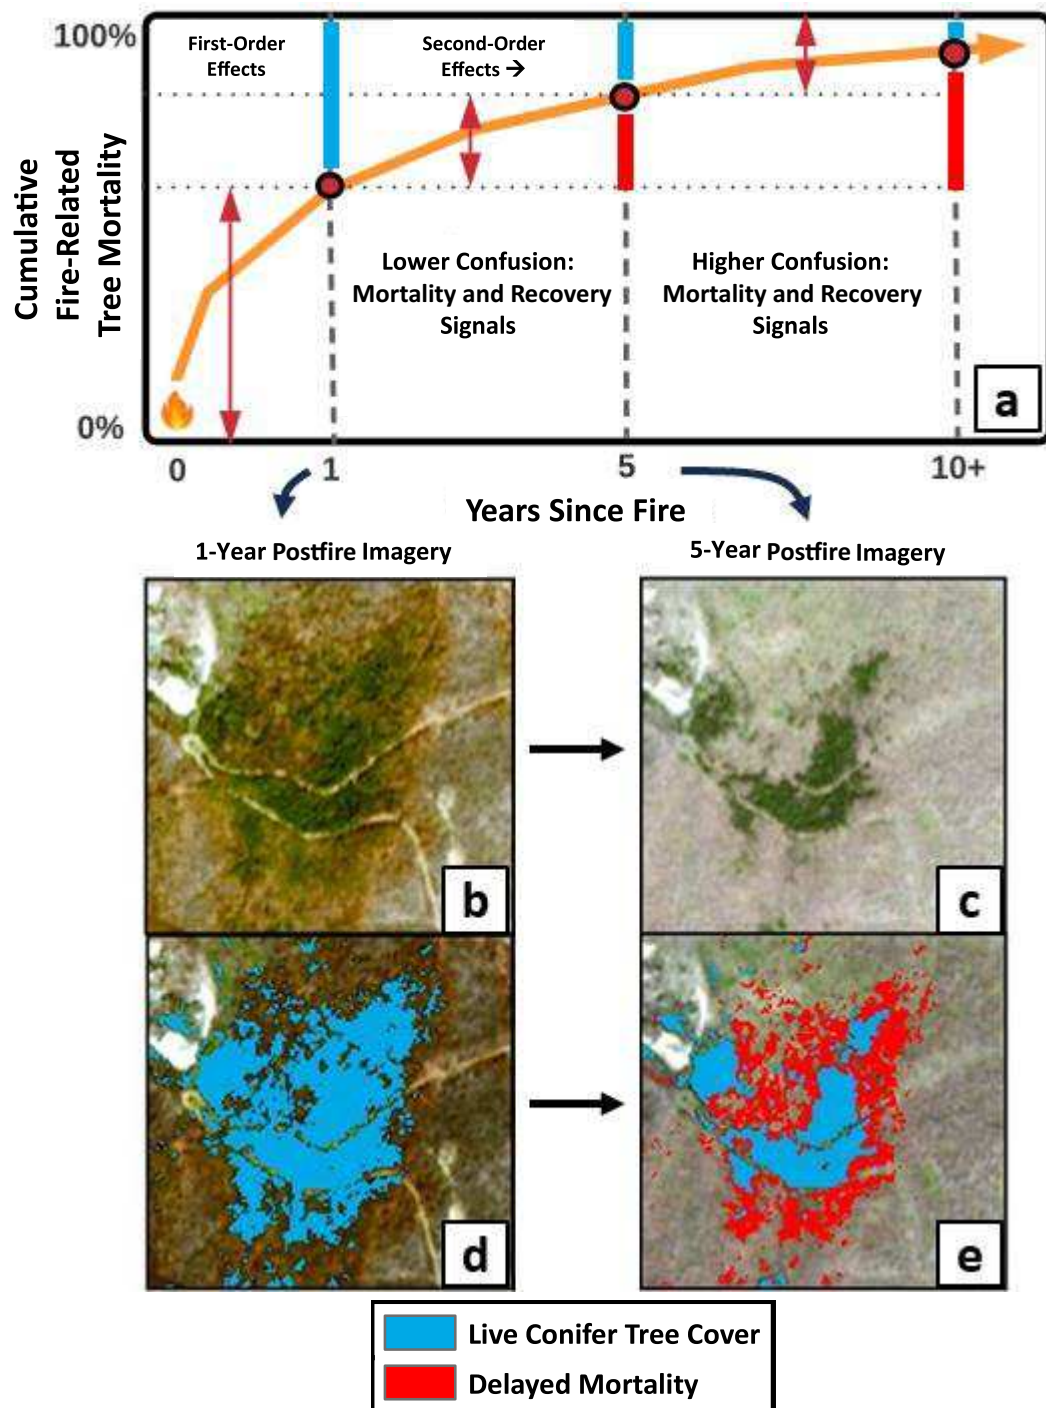 100%
First-Order
Effects
Second-Order
Effects →
Cumulative
Fire-Related
Tree Mortality
Lower Confusion:
Mortality and Recovery
Signals
Higher Confusion:
Mortality and Recovery
Signals
a
0%
0
1
5
10+
Years Since Fire
1-Year Postfire Imagery
5-Year Postfire Imagery
b
c
d
e
Live Conifer Tree Cover
Delayed Mortality